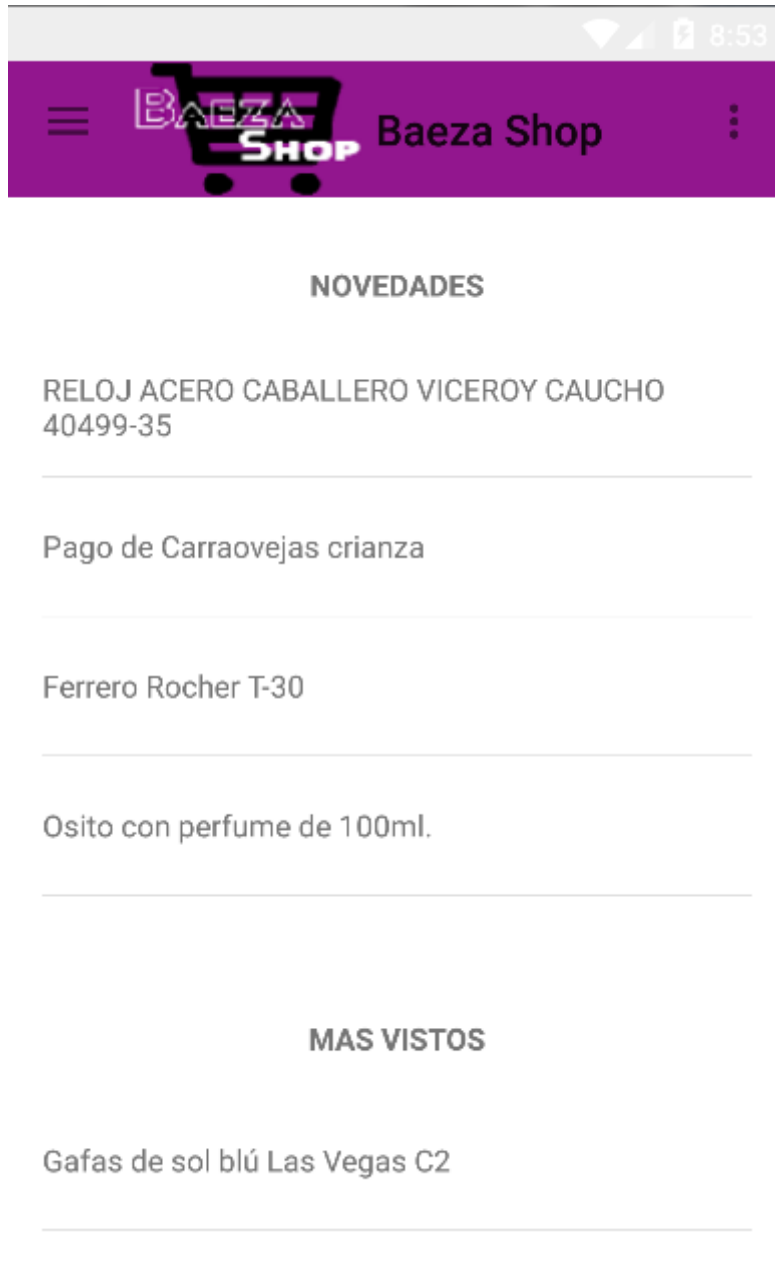 8:53
BAEZA
SHOP
Baeza Shop
NOVEDADES
RELOJ ACERO CABALLERO VICEROY CAUCHO
40499-35
Pago de Carraovejas crianza
Ferrero Rocher T-30
Osito con perfume de 100ml.
MAS VISTOS
Gafas de sol blú Las Vegas C2